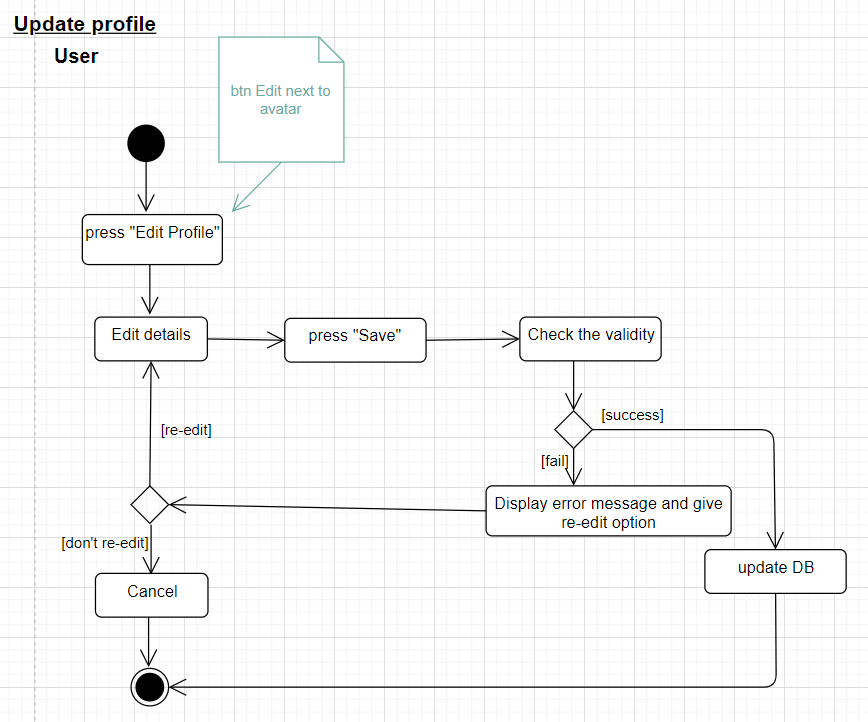 Update profile
User
btn Edit next to
avatar
press "Edit Profile"
Edit details
press "Save"
Check the validity
[success]
[re-edit]
[fail]
Display error message and give
re-edit option
[don't re-edit]
update DB
Cancel